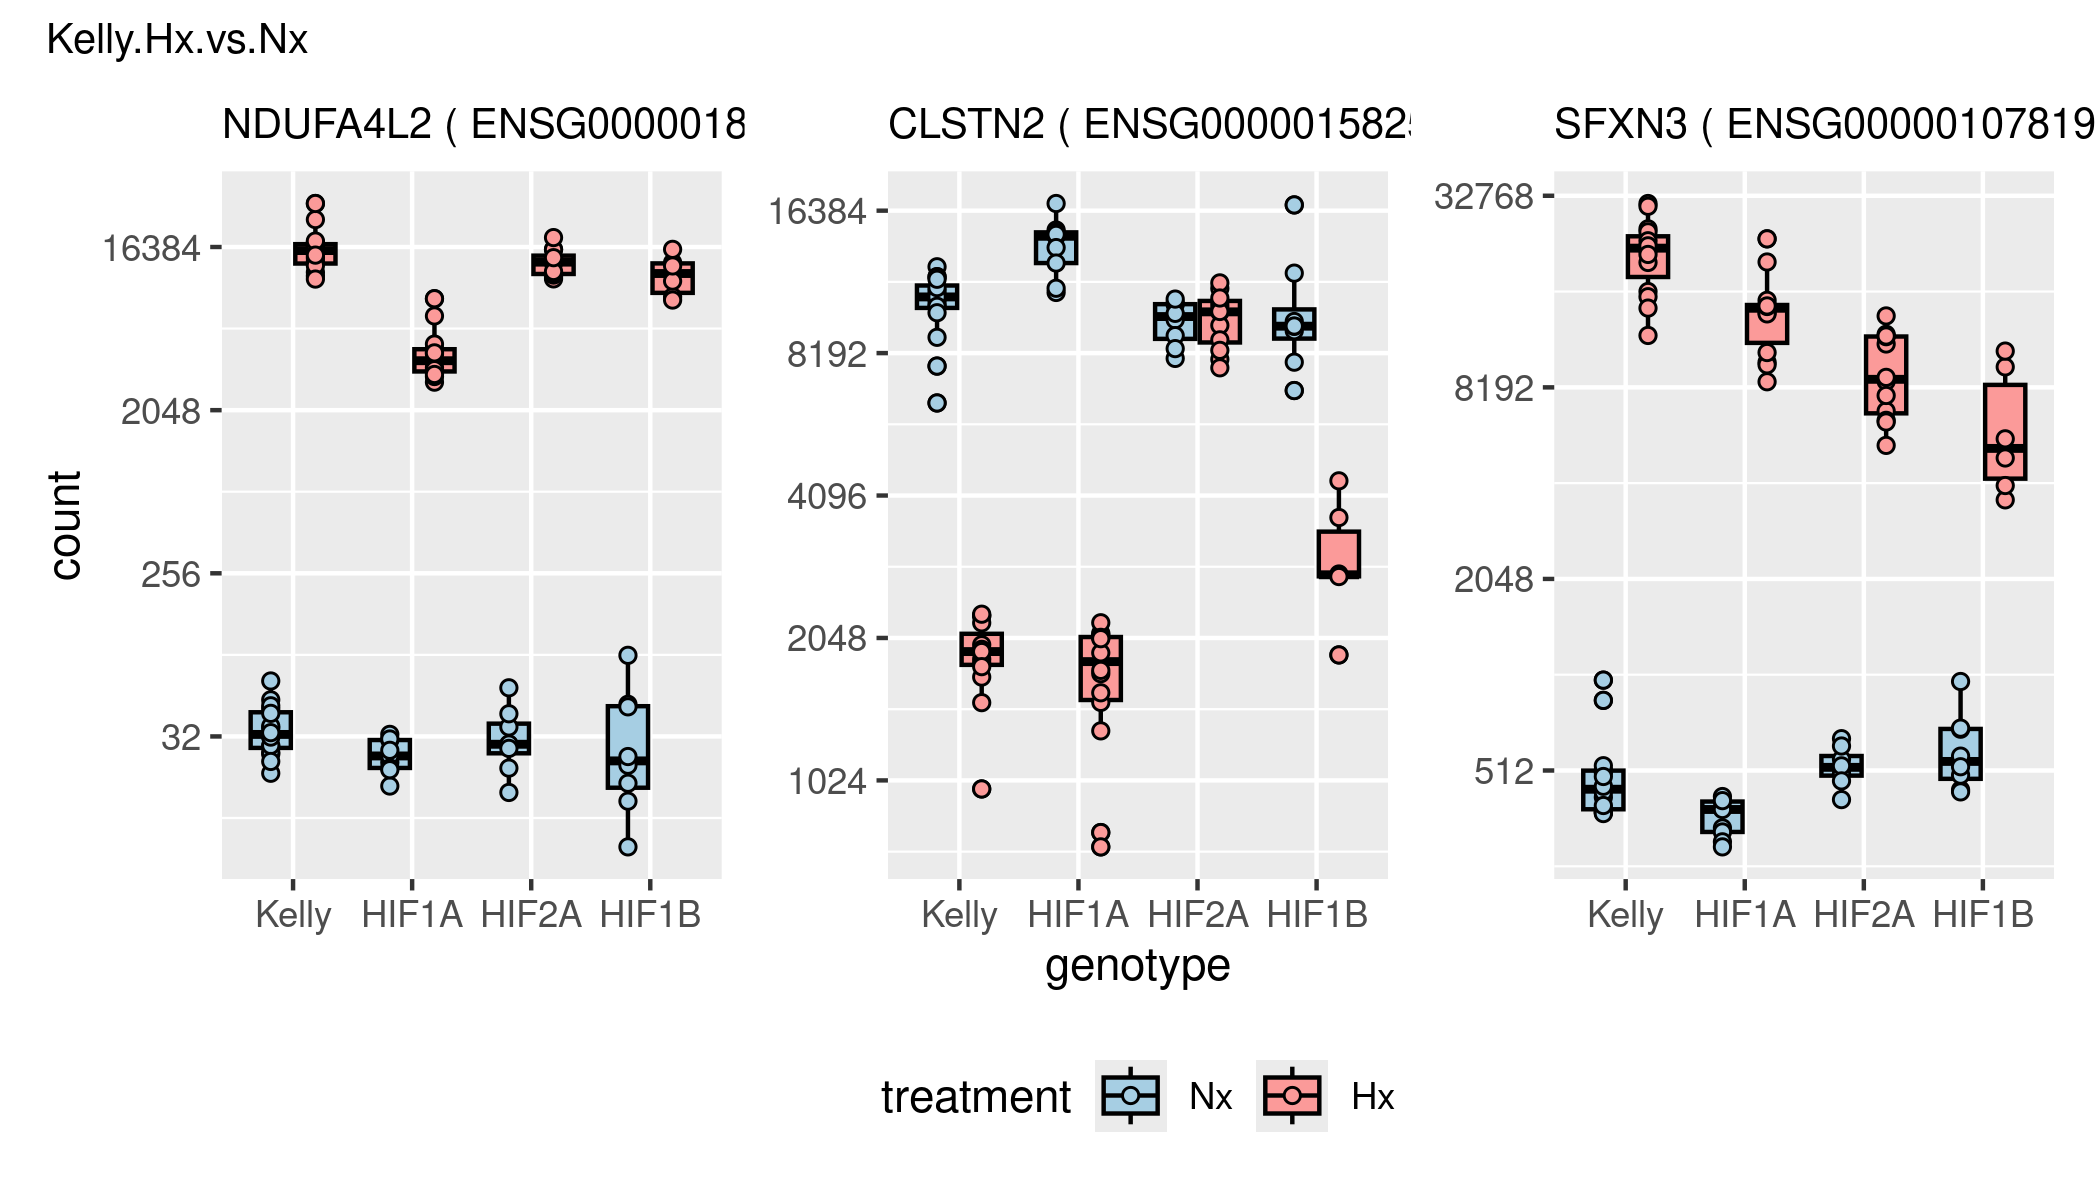 Kelly.Hx.vs.Nx
NDUFA4L2 ( ENSG0000018
CLSTN2 ( ENSG000001582
SFXN3 ( ENSG00000107819
count
16384
2048
256
32
Kelly HIF1A HIF2A HIF1B
16384
8192
4096
2048
1024
Kelly HIF1A HIF2A HIF1B
32768
8192
2048
512
Kelly HIF1A HIF2A HIF1B
genotype
treatment Nx Hx